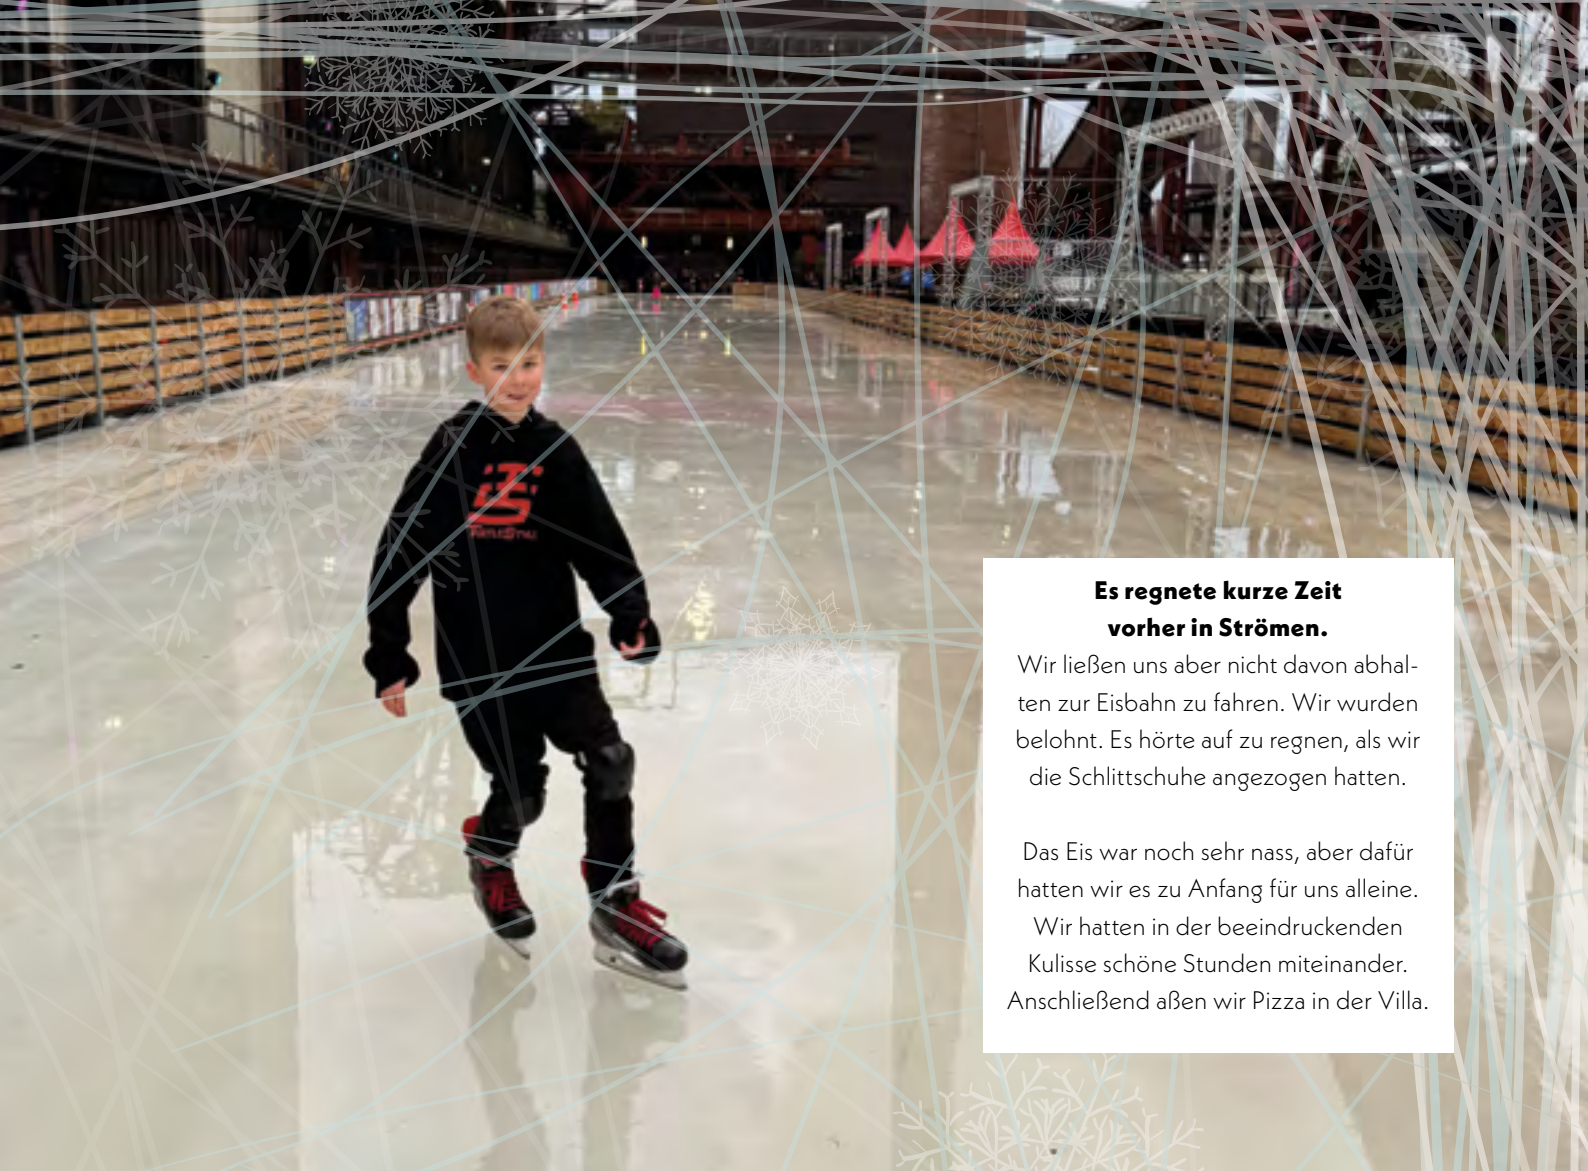 Es regnete kurze Zeit
vorher in Strömen.
Wir ließen uns aber nicht davon abhal-
ten zur Eisbahn zu fahren. Wir wurden
belohnt. Es hörte auf zu regnen, als wir
die Schlittschuhe angezogen hatten.
Das Eis war noch sehr nass, aber dafür
hatten wir es zu Anfang für uns alleine.
Wir hatten in der beeindruckenden
Kulisse schöne Stunden miteinander.
Anschließend aßen wir Pizza in der Villa.